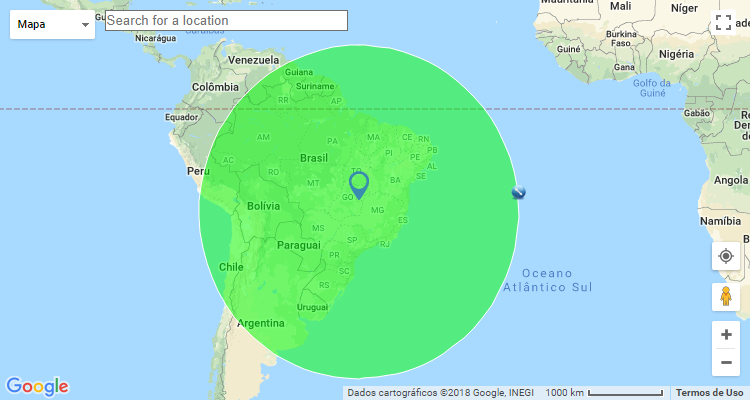 Mapa
Search for a location
Caraíbas
Nicarágua
Venezuela
Guiana
Suriname
Colômbia
RR
AP
Equador
AM
PA
MA
CE
RN
PB
PI
PE
AL
SE
AC
Brasil
TO
RO
MT
BA
Peru
GO
Bolívia
MG
MS
ES
SP
RJ
Paraguai
PR
SC
Chile
RS
Uruguai
Argentina
Mali
Níger
Burkina
Faso
Guiné
Gana
Nigéria
Golfo da
Guiné
Gabão
Angola
Namíbia
Oceano
Atlântico Sul
Google
Dados cartográficos ©2018 Google, INEGI
1000 km
Termos de Uso